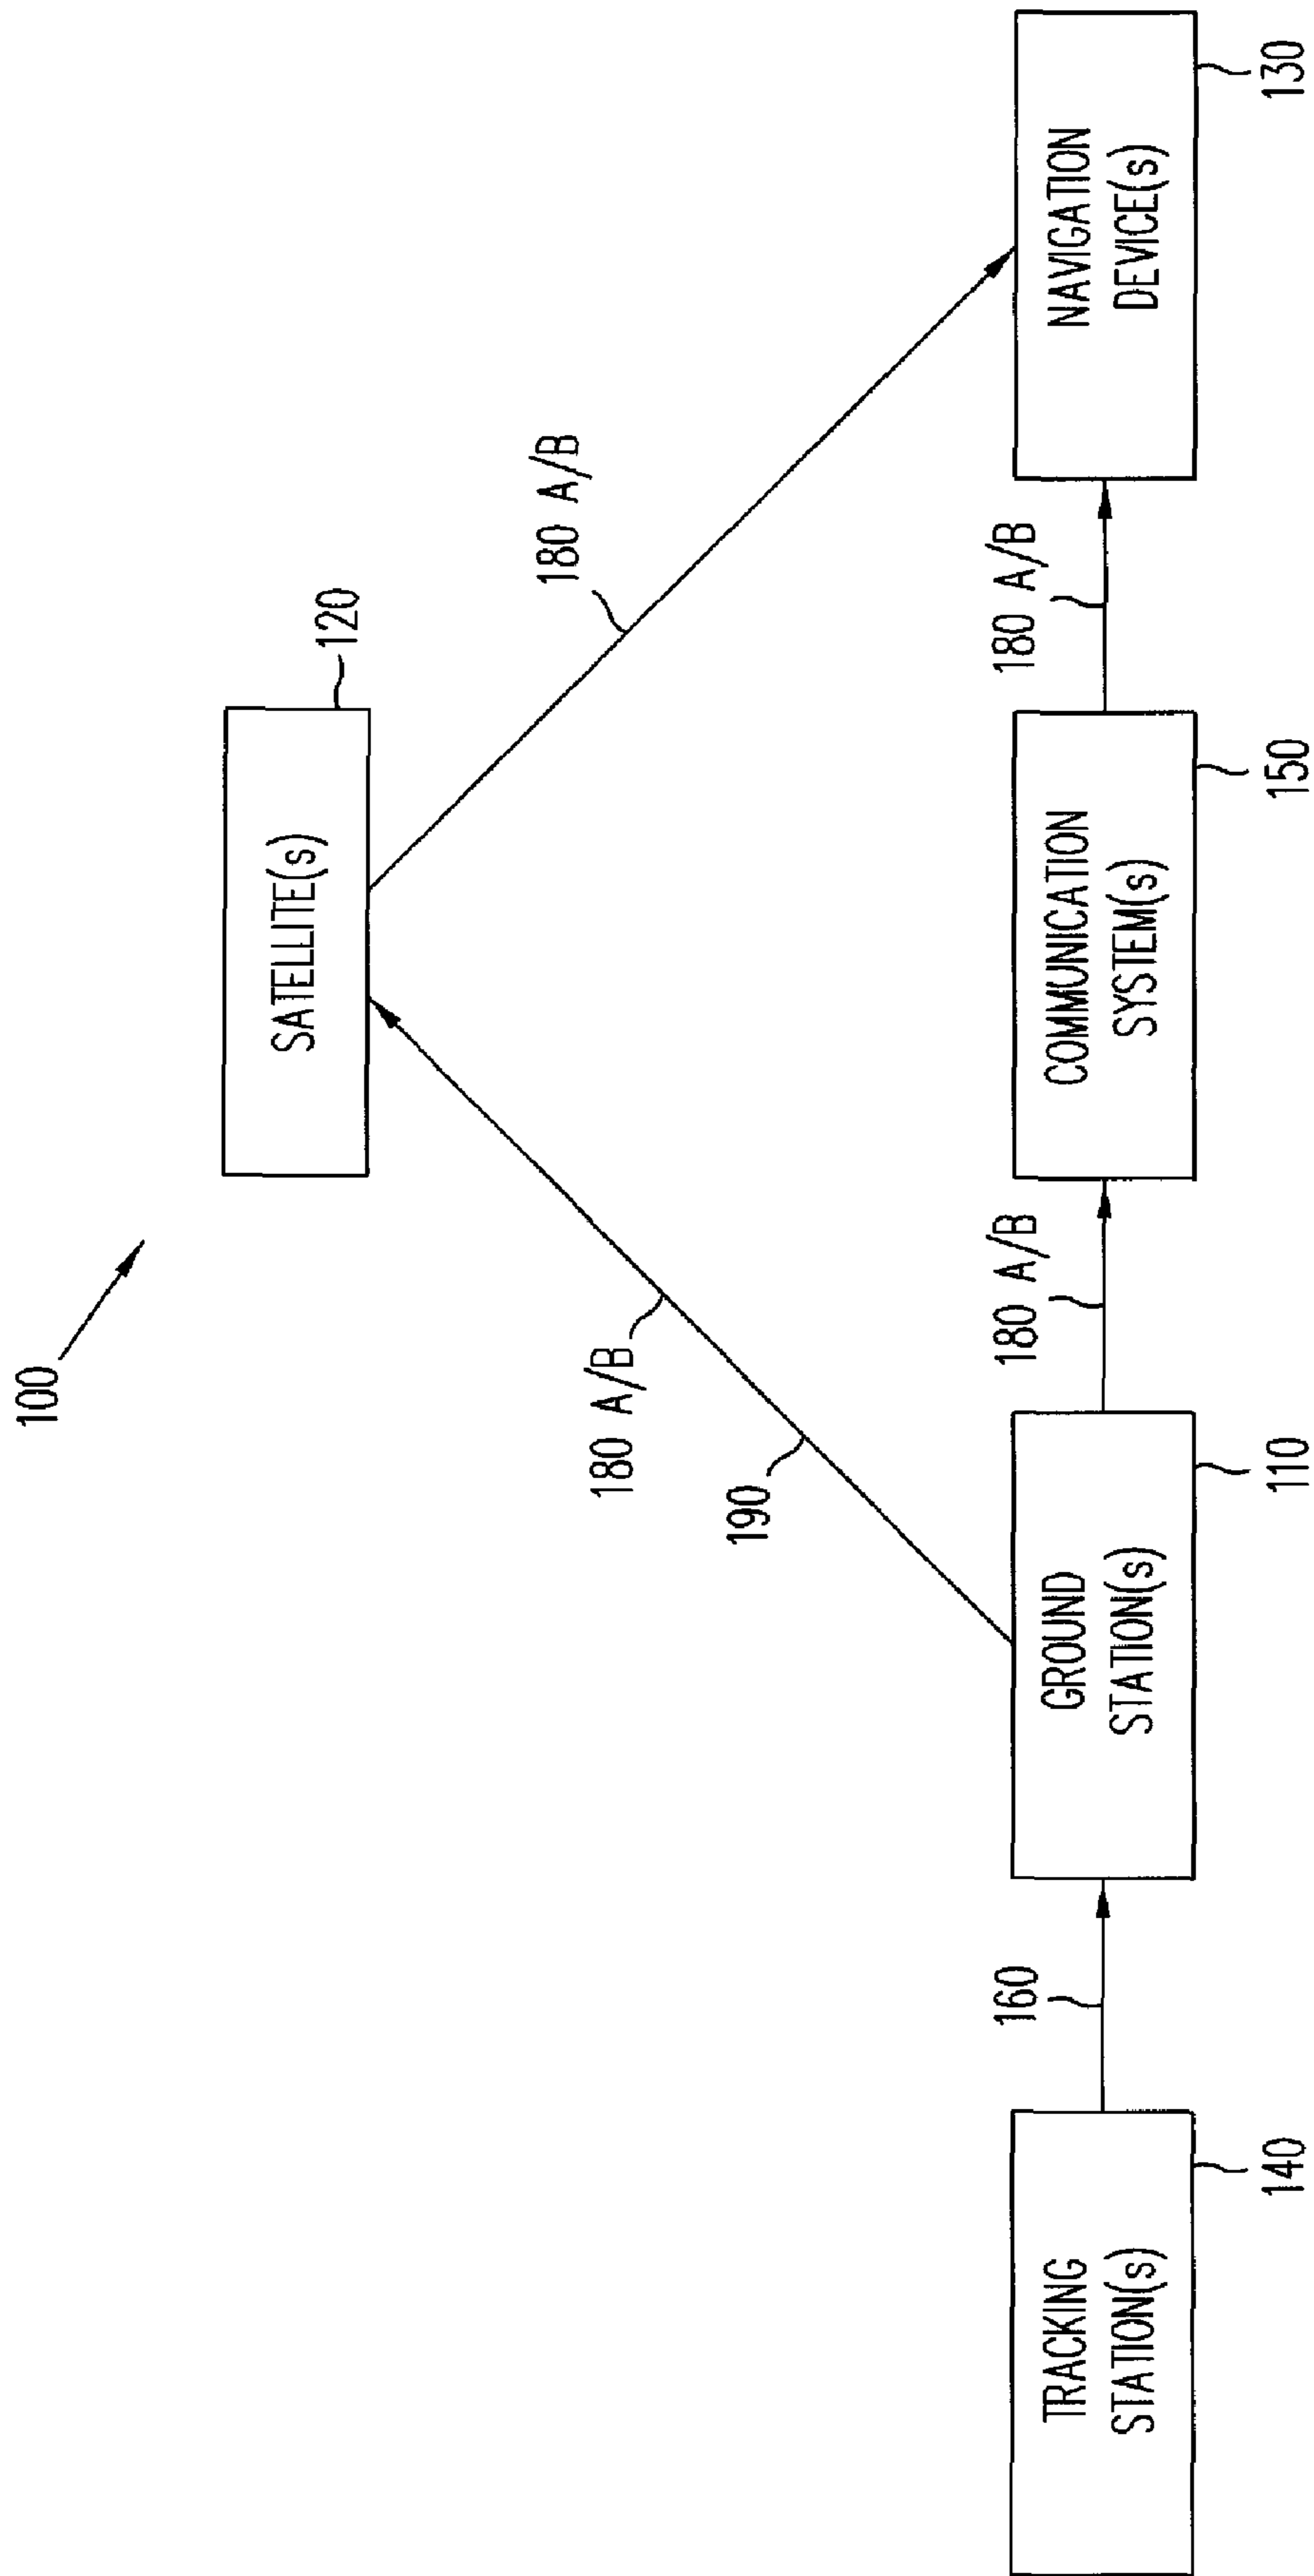 100
SATELLITE(s)
120
180 A/B
190
180 A/B
160
180 A/B
180 A/B
TRACKING
STATION(s)
GROUND
STATION(s)
COMMUNICATION
SYSTEM(s)
NAVIGATION
DEVICE(s)
140
110
150
130